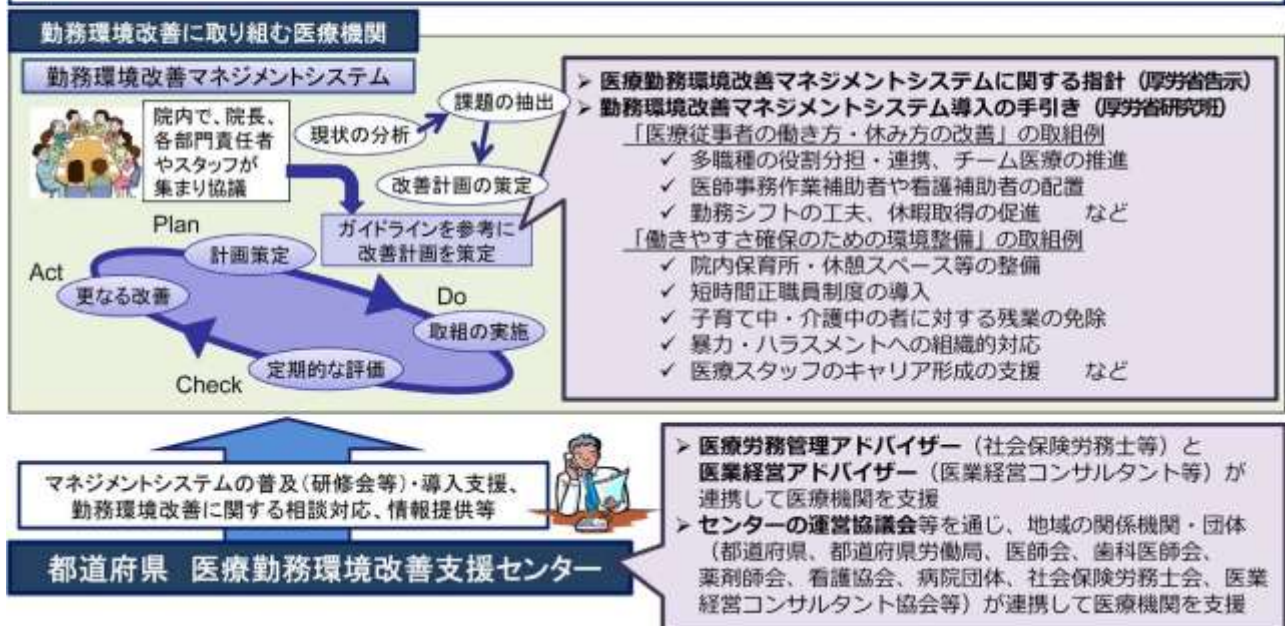 勤務環境改善に取り組む医療機関
勤務環境改善マネジメントシステム
院内で、院長、
各部門責任者
やスタッフが
集まり協議
現状の分析
課題の抽出
改善計画の策定
ガイドラインを参考に
改善計画を策定
Plan
計画策定
Act
更なる改善
Do
取組の実施
定期的な評価
Check
➢ 医療勤務環境改善マネジメントシステムに関する指針（厚労省告示）
➢ 勤務環境改善マネジメントシステム導入の手引き（厚労省研究班）
「医療従事者の働き方・休み方の改善」の取組例
✓ 多職種の役割分担・連携、チーム医療の推進
✓ 医師事務作業補助者や看護補助者の配置
✓ 勤務シフトの工夫、休暇取得の促進　　など
「働きやすさ確保のための環境整備」の取組例
✓ 院内保育所・休憩スペース等の整備
✓ 短時間正職員制度の導入
✓ 子育て中・介護中の者に対する残業の免除
✓ 暴力・ハラスメントへの組織的対応
✓ 医療スタッフのキャリア形成の支援　　など
マネジメントシステムの普及（研修会等）・導入支援、
勤務環境改善に関する相談対応、情報提供等
都道府県　医療勤務環境改善支援センター
➢ 医療労務管理アドバイザー（社会保険労務士等）と
医業経営アドバイザー（医業経営コンサルタント等）が
連携して医療機関を支援
➢ センターの運営協議会等を通じ、地域の関係機関・団体
（都道府県、都道府県労働局、医師会、歯科医師会、
薬剤師会、看護協会、病院団体、社会保険労務士会、医業
経営コンサルタント協会等）が連携して医療機関を支援